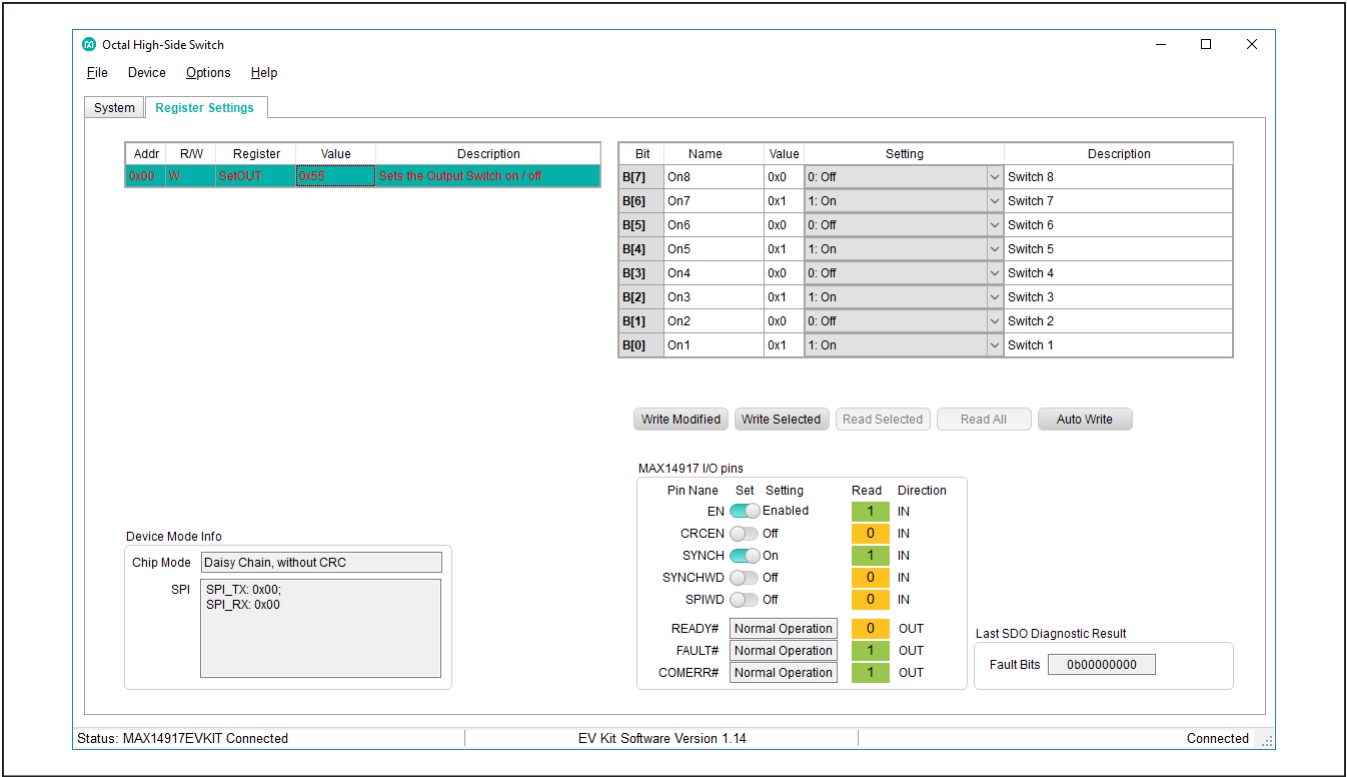 Octal High-Side Switch
File Device Options Help
System Register Settings
Addr R/W Register Value Description
0x00 W SetOUT 0x55 Sets the Output Switch on / off
Bit Name Value Setting Description
B[7] On8 0x0 0: Off Switch 8
B[6] On7 0x1 1: On Switch 7
B[5] On6 0x0 0: Off Switch 6
B[4] On5 0x1 1: On Switch 5
B[3] On4 0x0 0: Off Switch 4
B[2] On3 0x1 1: On Switch 3
B[1] On2 0x0 0: Off Switch 2
B[0] On1 0x1 1: On Switch 1
Write Modified Write Selected Read Selected Read All Auto Write
MAX14917 I/O pins
Pin Nane Set Setting Read Direction
EN Enabled 1 IN
CRCEN Off 0 IN
SYNCH On 1 IN
SYNCHWD Off 0 IN
SPIWD Off 0 IN
READY# Normal Operation 0 OUT
FAULT# Normal Operation 1 OUT
COMERR# Normal Operation 1 OUT
Device Mode Info
Chip Mode Daisy Chain, without CRC
SPI SPI_TX: 0x00;
SPI_RX: 0x00
Last SDO Diagnostic Result
Fault Bits 0b00000000
Status: MAX14917EVKIT Connected EV Kit Software Version 1.14 Connected